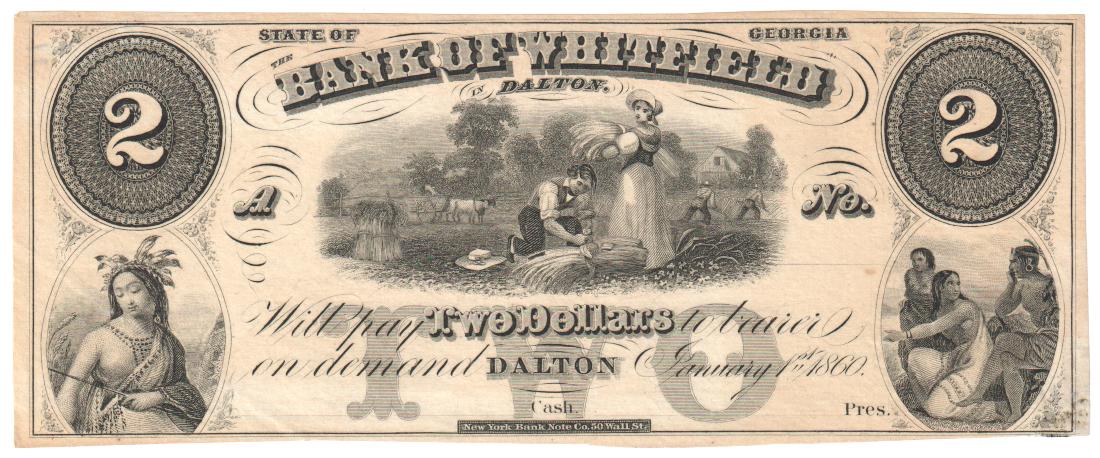 STATE OF GEORGIA
THE BANK OF WHITFIELD
IN DALTON.
2 2
A No.
Will pay Two Dollars to bearer
on demand DALTON January 1st 1860.
TWO
Cash. Pres.
New York Bank Note Co. 50 Wall St.